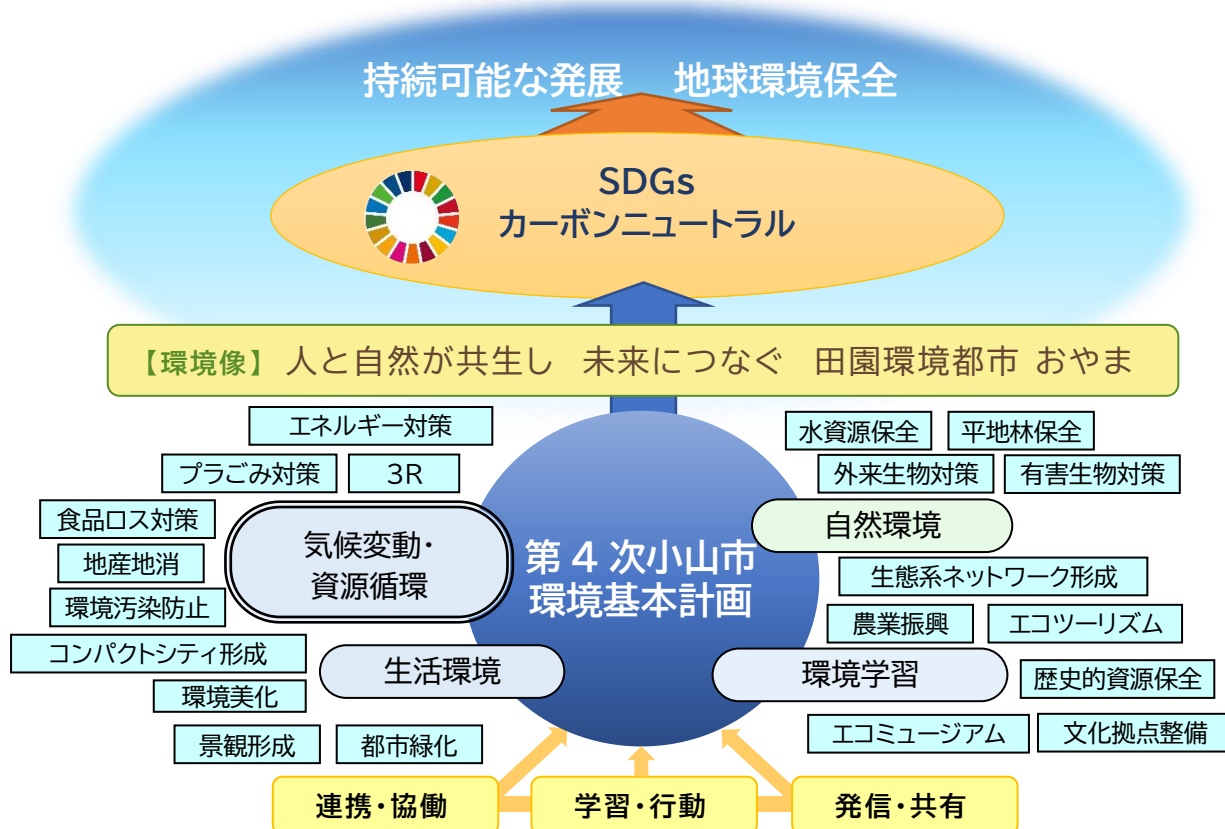 持続可能な発展　地球環境保全
SDGs
カーボンニュートラル
【環境像】人と自然が共生し　未来につなぐ　田園環境都市　おやま
エネルギー対策
プラごみ対策
3R
食品ロス対策
地産地消
環境汚染防止
気候変動・
資源循環
コンパクトシティ形成
環境美化
生活環境
景観形成
都市緑化
第4次小山市
環境基本計画
水資源保全
平地林保全
外来生物対策
有害生物対策
自然環境
生態系ネットワーク形成
農業振興
エコツーリズム
環境学習
歴史的資源保全
エコミュージアム
文化拠点整備
連携・協働
学習・行動
発信・共有